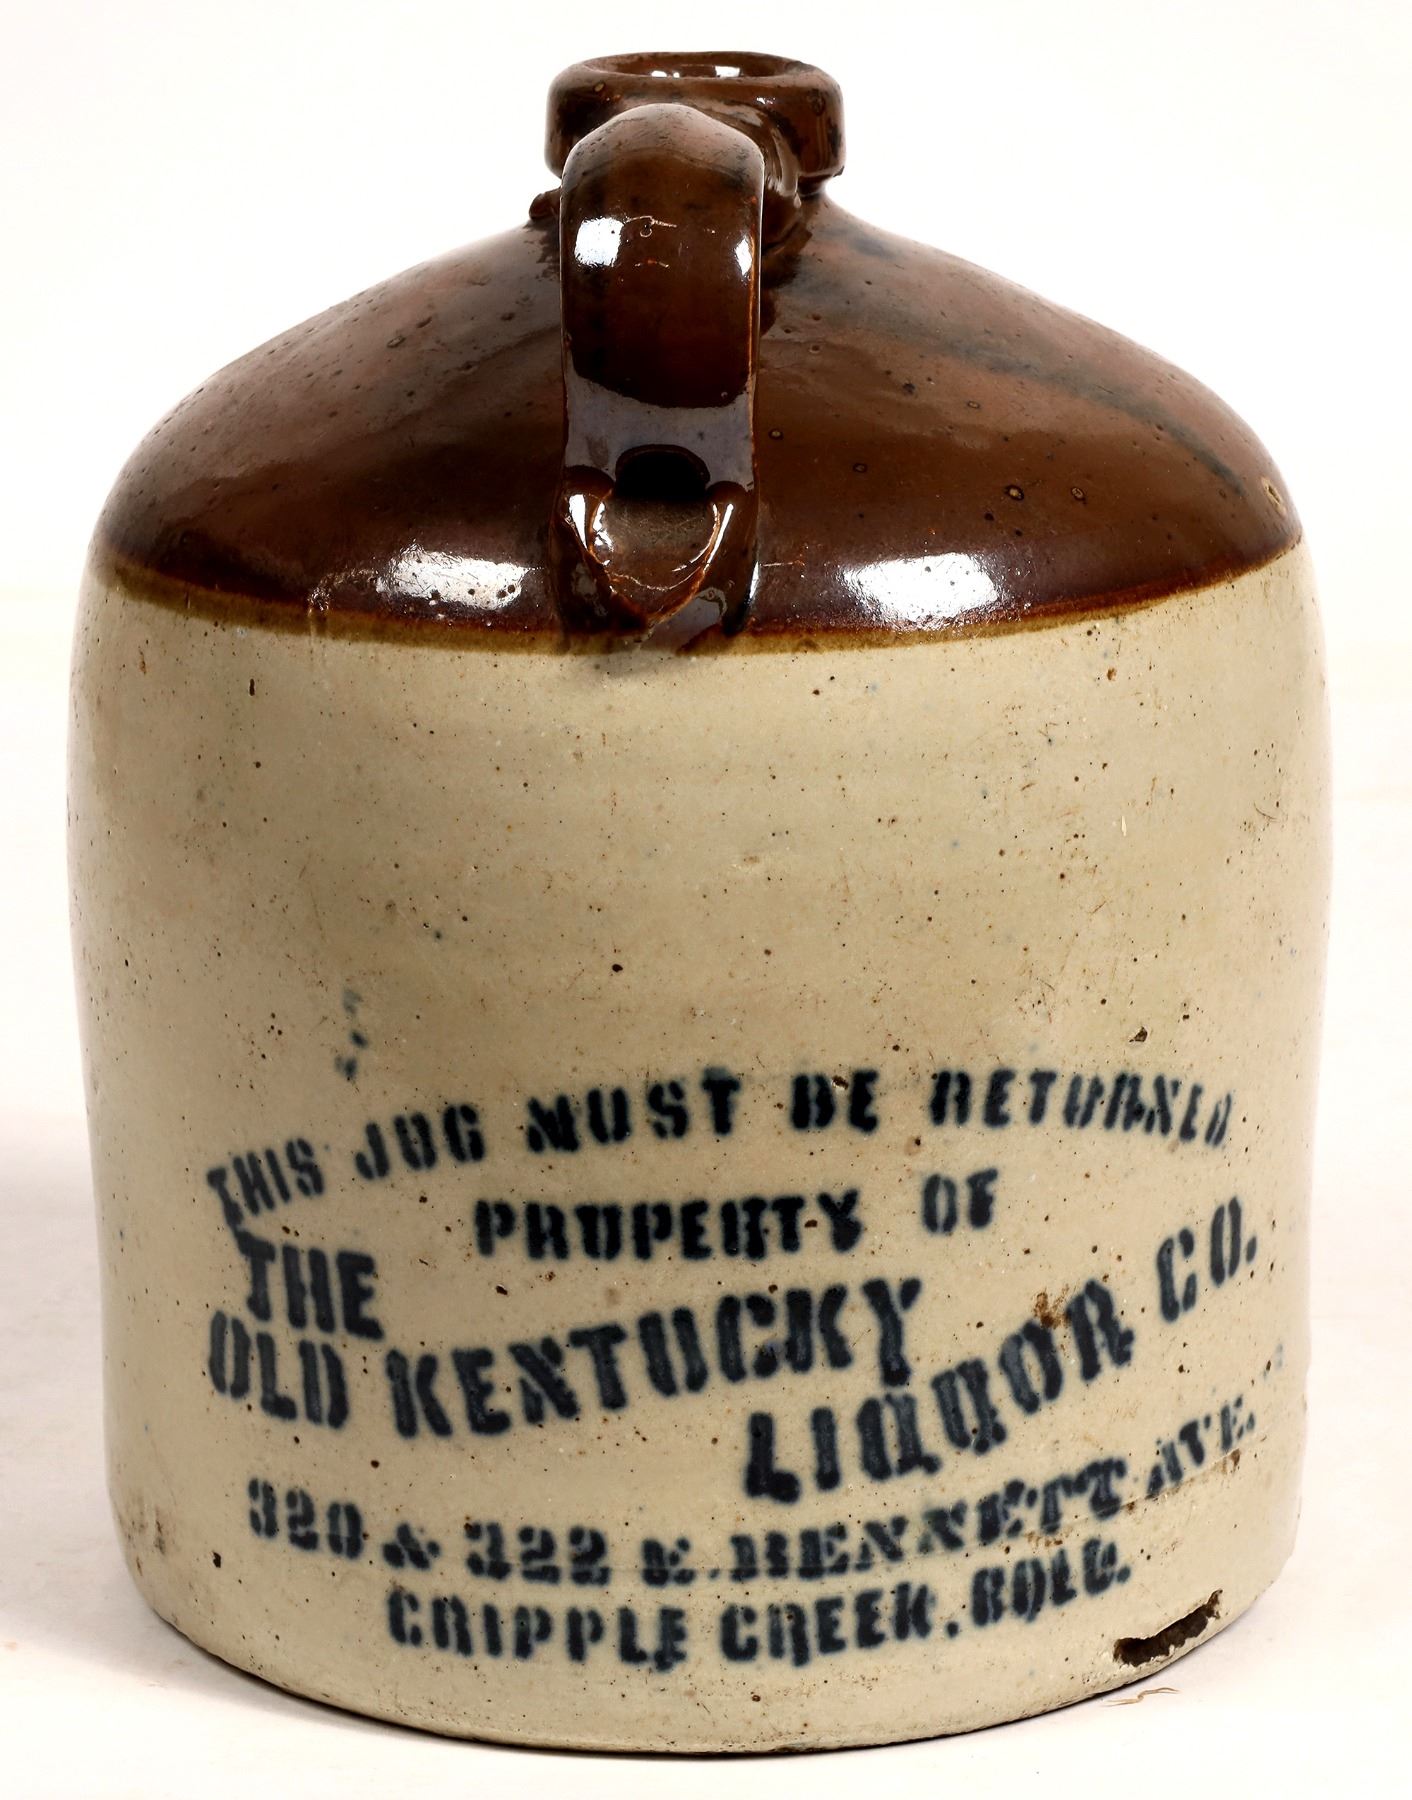 THIS JUG MUST BE RETURNED
PROPERTY OF
THE
OLD KENTUCKY
LIQUOR CO.
320 & 322 E. BENNETT AVE.
CRIPPLE CREEK, COLO.